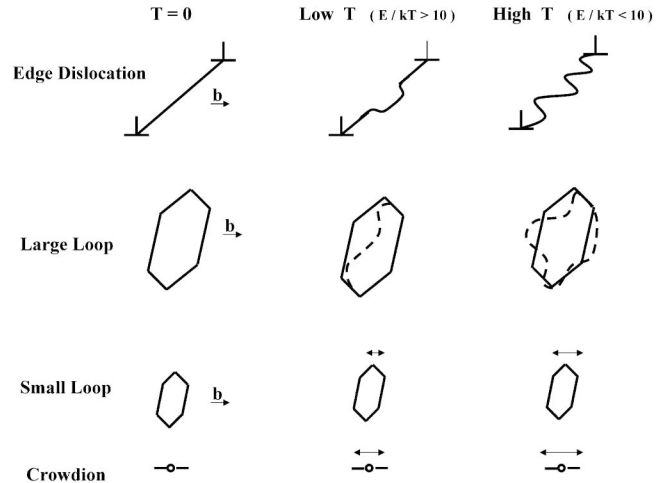 T = 0 Low T ( E / kT > 10 ) High T ( E / kT < 10 )
Edge Dislocation
b
Large Loop
b
Small Loop
b
Crowdion